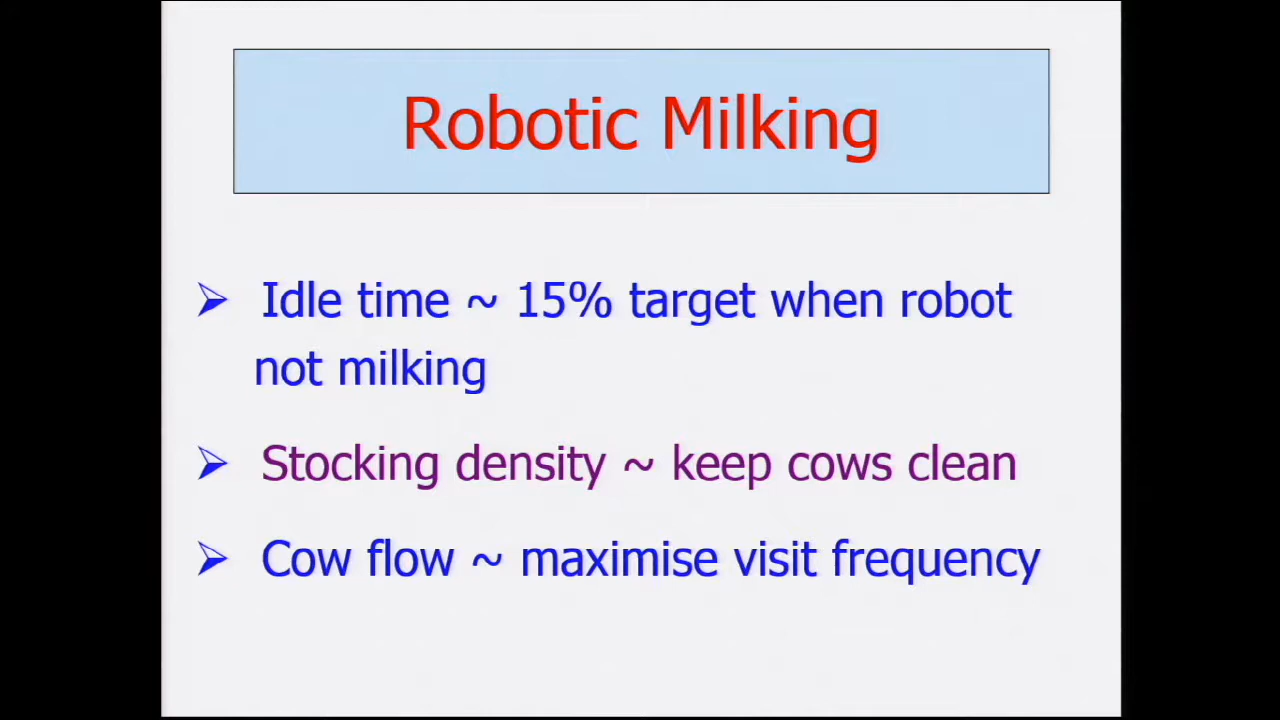 Robotic Milking
➢ Idle time ~ 15% target when robot
not milking
➢ Stocking density ~ keep cows clean
➢ Cow flow ~ maximise visit frequency